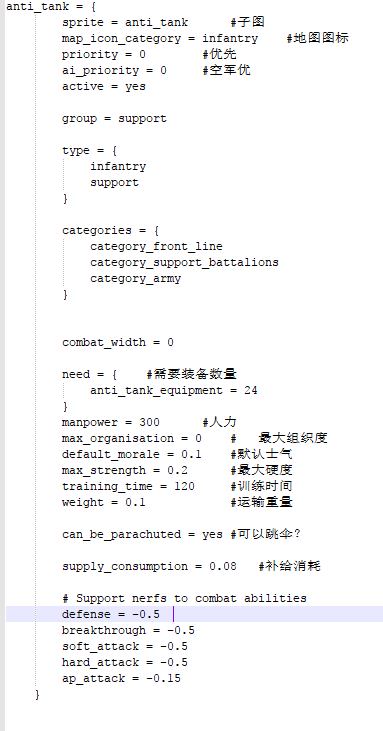 anti_tank = {
sprite = anti_tank #子图
map_icon_category = infantry #地图图标
priority = 0 #优先
ai_priority = 0 #空军优
active = yes
group = support
type = {
infantry
support
}
categories = {
category_front_line
category_support_battalions
category_army
}
combat_width = 0
need = { #需要装备数量
anti_tank_equipment = 24
}
manpower = 300 #人力
max_organisation = 0 # 最大组织度
default_morale = 0.1 #默认士气
max_strength = 0.2 #最大硬度
training_time = 120 #训练时间
weight = 0.1 #运输重量
can_be_parachuted = yes #可以跳伞?
supply_consumption = 0.08 #补给消耗
# Support nerfs to combat abilities
defense = -0.5
breakthrough = -0.5
soft_attack = -0.5
hard_attack = -0.5
ap_attack = -0.15
}